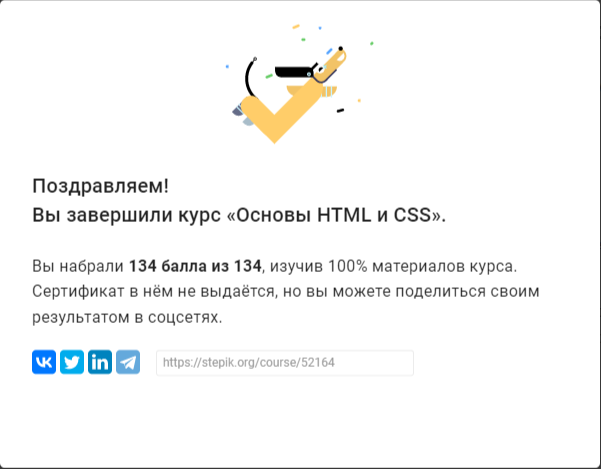 Поздравляем!
Вы завершили курс «Основы HTML и CSS».
Вы набрали 134 балла из 134, изучив 100% материалов курса.
Сертификат в нём не выдаётся, но вы можете поделиться своим
результатом в соцсетях.
https://stepik.org/course/52164